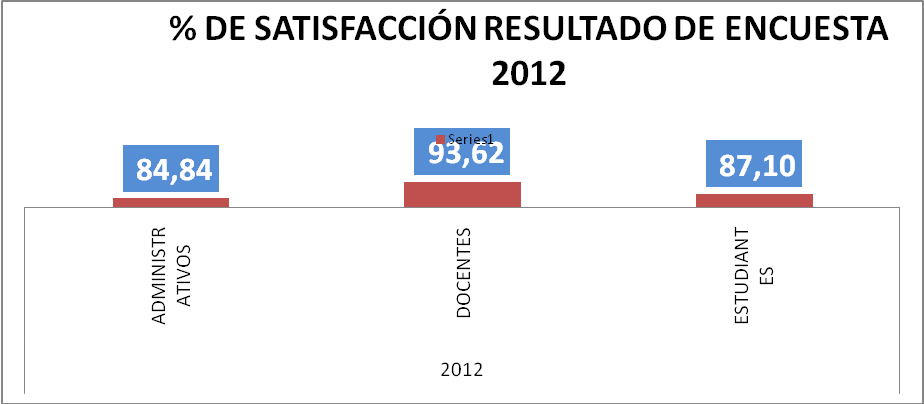 % DE SATISFACCIÓN RESULTADO DE ENCUESTA
2012
Series1
84,84
93,62
87,10
ADMINISTR
ATIVOS
DOCENTES
ESTUDIANT
ES
2012